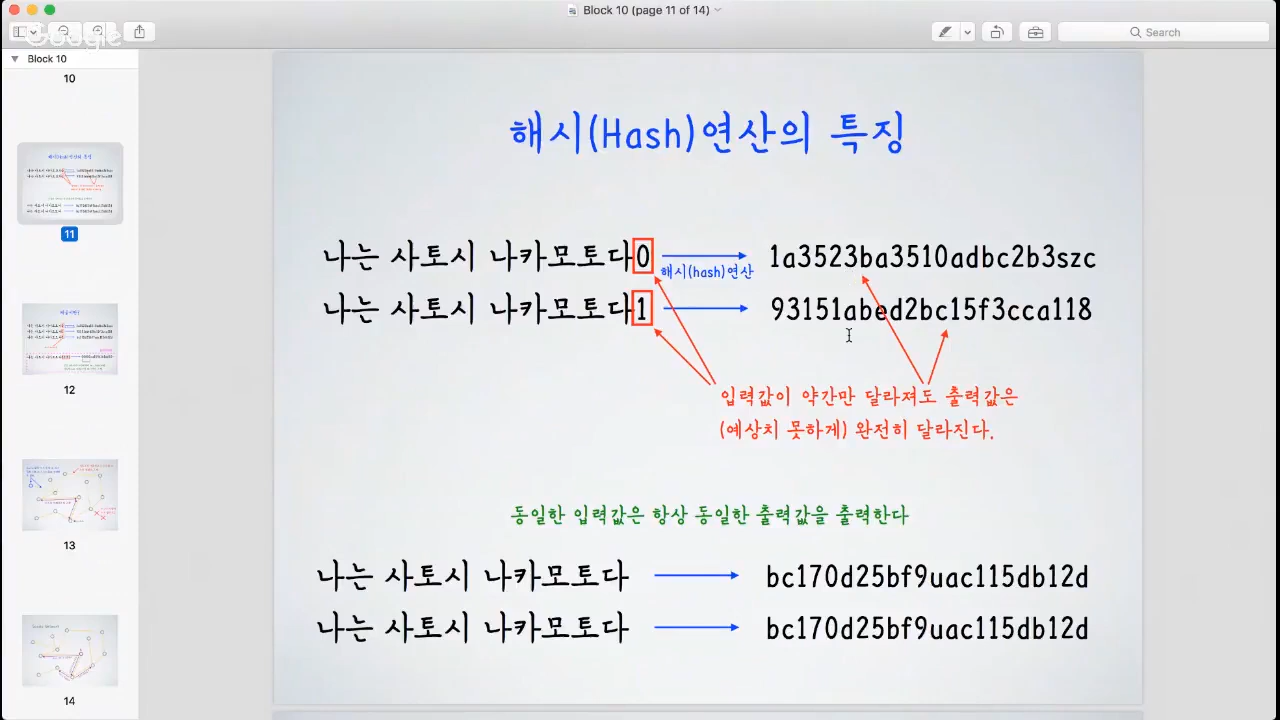 Block 10 (page 11 of 14)
Google
Search
Block 10
10
11
12
13
14
해시(Hash)연산의 특징
나는 사토시 나카모토다0
해시(hash)연산
1a3523ba3510adbc2b3szc
나는 사토시 나카모토다1
93151abed2bc15f3cca118
입력값이 약간만 달라져도 출력값은
(예상치 못하게) 완전히 달라진다.
동일한 입력값은 항상 동일한 출력값을 출력한다
나는 사토시 나카모토다
bc170d25bf9uac115db12d
나는 사토시 나카모토다
bc170d25bf9uac115db12d